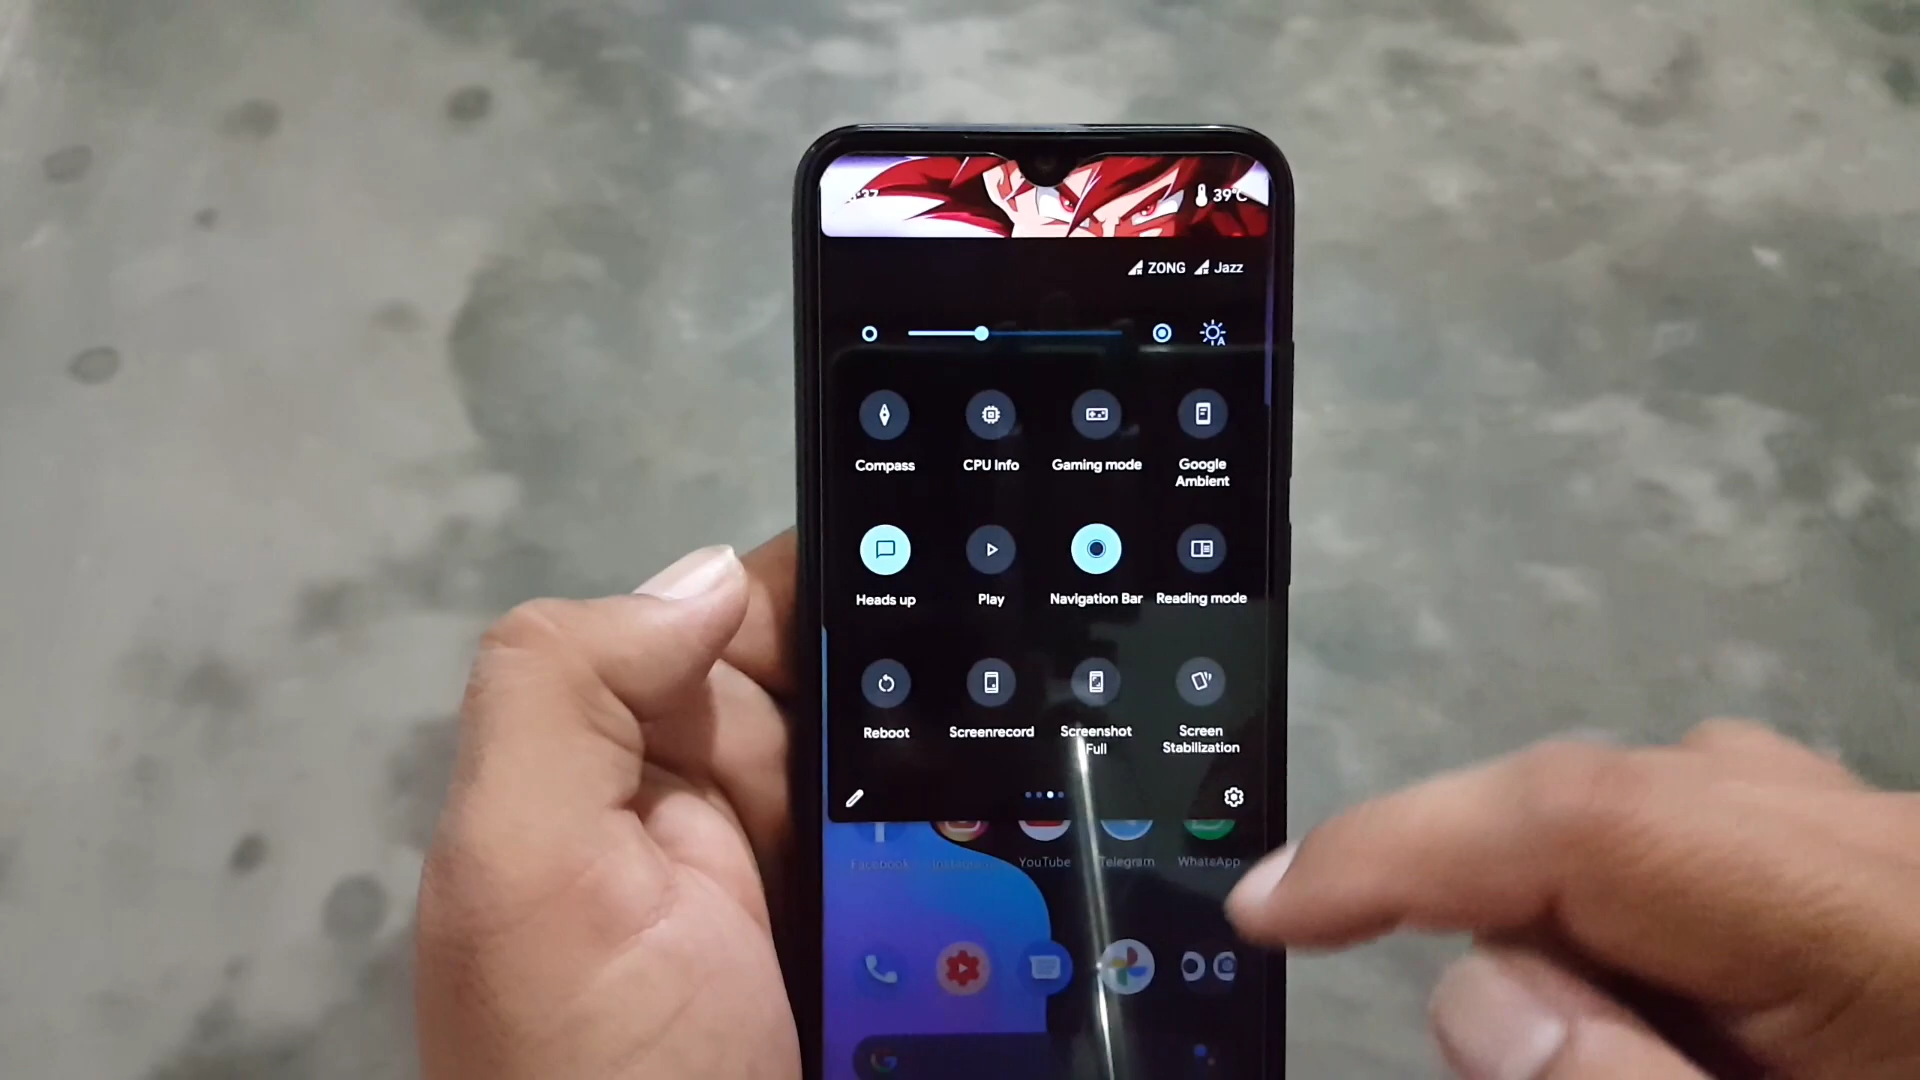 39°C
ZONG Jazz
Compass CPU Info Gaming mode Google
Ambient
Heads up Play Navigation Bar Reading mode
Reboot Screenrecord Screenshot Screen
Full Stabilization
Facebook YouTube Telegram WhatsApp